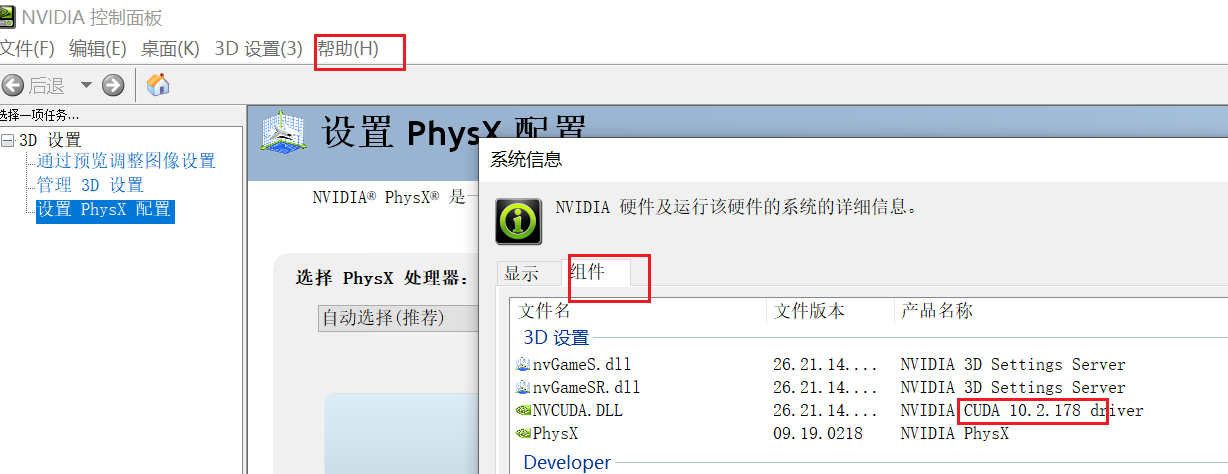 NVIDIA 控制面板
文件(F) 编辑(E) 桌面(K) 3D 设置(3) 帮助(H)
后退
选择一项任务...
3D 设置
通过预览调整图像设置
管理 3D 设置
设置 PhysX 配置
设置 PhysX 配置
NVIDIA® PhysX® 是一
选择 PhysX 处理器:
自动选择(推荐)
系统信息
NVIDIA 硬件及运行该硬件的系统的详细信息。
显示 组件
文件名 文件版本 产品名称
3D 设置
nvGameS.dll 26.21.14.... NVIDIA 3D Settings Server
nvGameSR.dll 26.21.14.... NVIDIA 3D Settings Server
NVCUDA.DLL 26.21.14.... NVIDIA CUDA 10.2.178 driver
PhysX 09.19.0218 NVIDIA PhysX
Developer